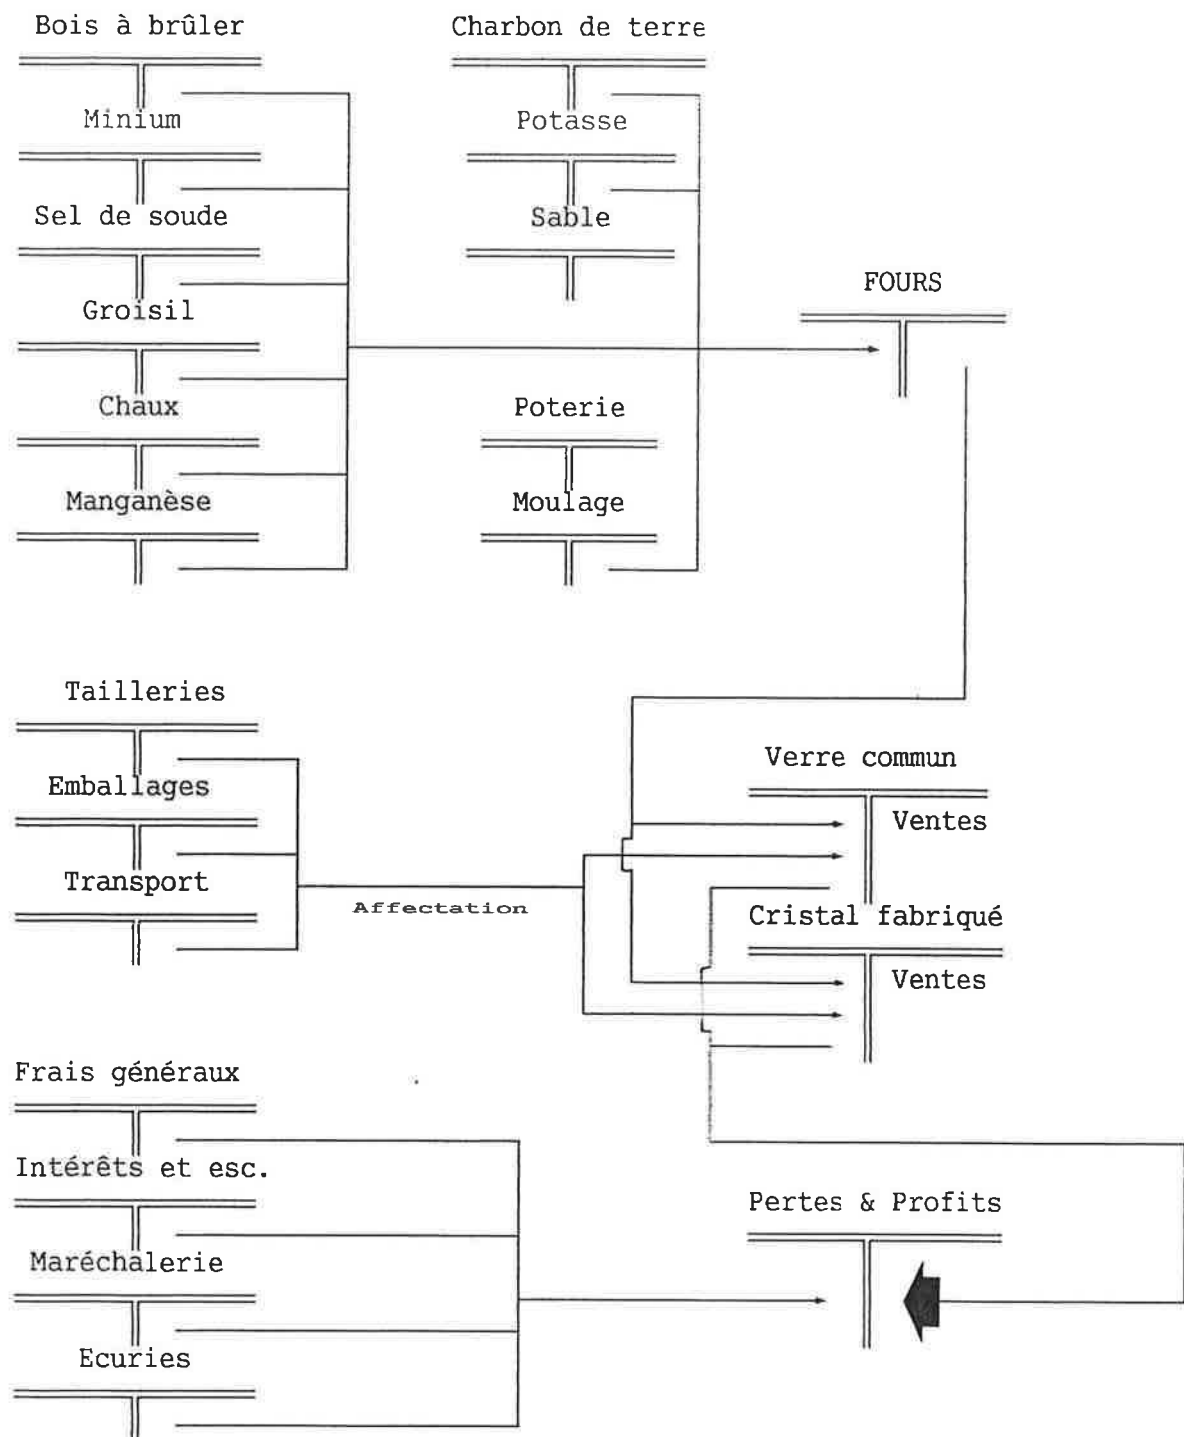 Bois à brûler
Minium
Sel de soude
Groisil
Chaux
Manganèse
Charbon de terre
Potasse
Sable
Poterie
Moulage
FOURS
Tailleries
Emballages
Transport
Affectation
Verre commun
Ventes
Cristal fabriqué
Ventes
Frais généraux
Intérêts et esc.
Maréchalerie
Ecuries
Pertes & Profits